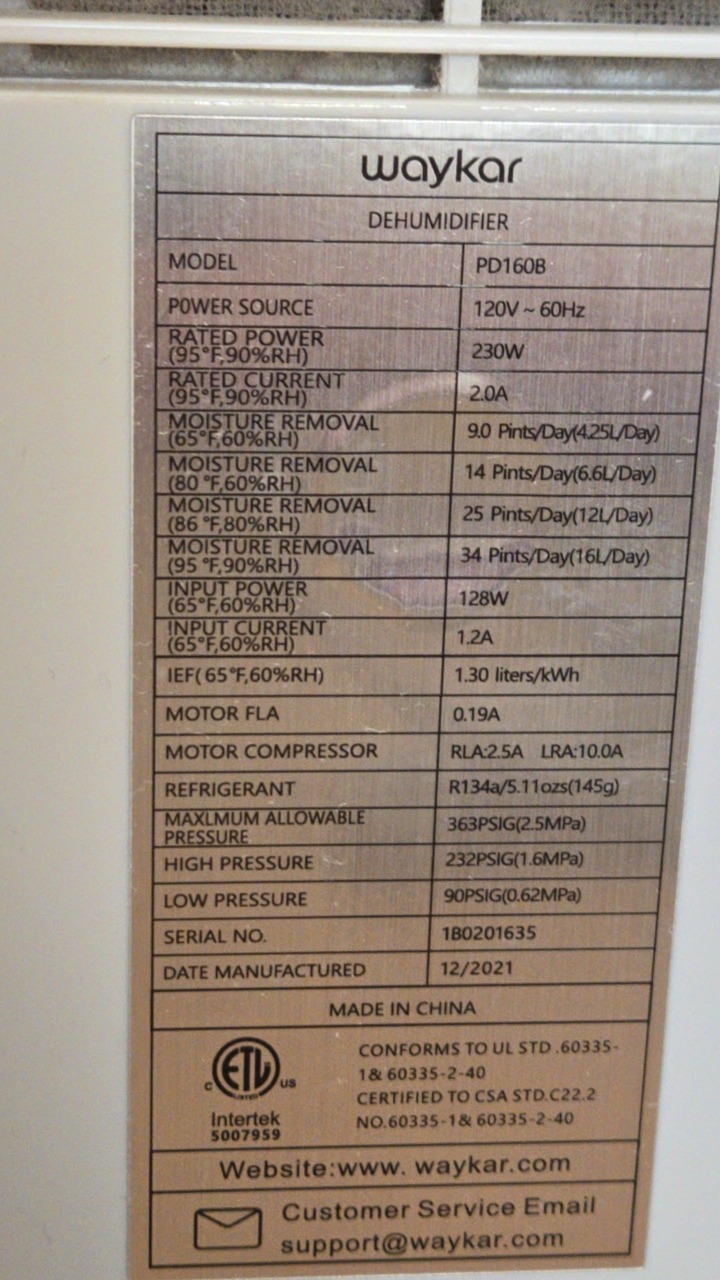 waykar
DEHUMIDIFIER
MODEL PD160B
POWER SOURCE 120V ~ 60Hz
RATED POWER
(95°F,90%RH) 230W
RATED CURRENT
(95°F,90%RH) 2.0A
MOISTURE REMOVAL
(65°F,60%RH) 9.0 Pints/Day(4.25L/Day)
MOISTURE REMOVAL
(80 °F,60%RH) 14 Pints/Day(6.6L/Day)
MOISTURE REMOVAL
(86 °F,80%RH) 25 Pints/Day(12L/Day)
MOISTURE REMOVAL
(95 °F,90%RH) 34 Pints/Day(16L/Day)
INPUT POWER
(65°F,60%RH) 128W
INPUT CURRENT
(65°F,60%RH) 1.2A
IEF( 65°F,60%RH) 1.30 liters/kWh
MOTOR FLA 0.19A
MOTOR COMPRESSOR RLA:2.5A LRA:10.0A
REFRIGERANT R134a/5.11ozs(145g)
MAXLMUM ALLOWABLE
PRESSURE 363PSIG(2.5MPa)
HIGH PRESSURE 232PSIG(1.6MPa)
LOW PRESSURE 90PSIG(0.62MPa)
SERIAL NO. 1B0201635
DATE MANUFACTURED 12/2021
MADE IN CHINA
C ETL US
LISTED
Intertek
5007959
CONFORMS TO UL STD .60335-
1& 60335-2-40
CERTIFIED TO CSA STD.C22.2
NO.60335-1& 60335-2-40
Website:www. waykar.com
Customer Service Email
support@waykar.com